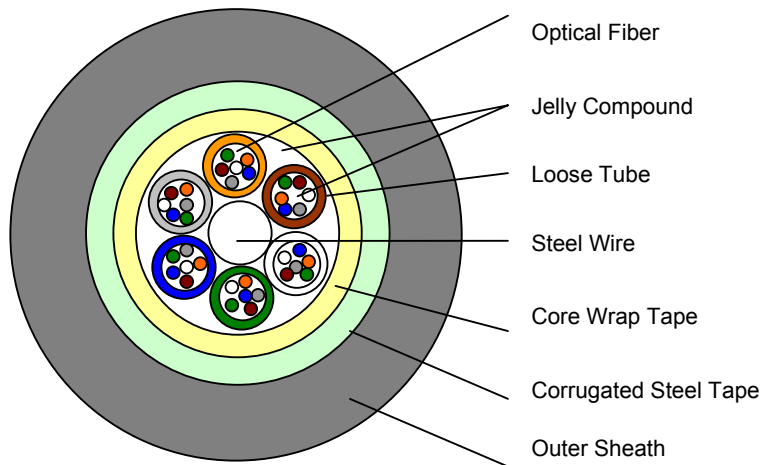 Optical Fiber
Jelly Compound
Loose Tube
Steel Wire
Core Wrap Tape
Corrugated Steel Tape
Outer Sheath